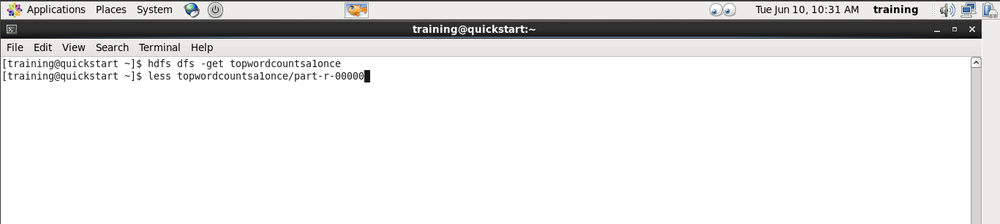 Applications Places System Tue Jun 10, 10:31 AM training
training@quickstart:~
File Edit View Search Terminal Help
[training@quickstart ~]$ hdfs dfs -get topwordcountsa1once
[training@quickstart ~]$ less topwordcountsa1once/part-r-00000